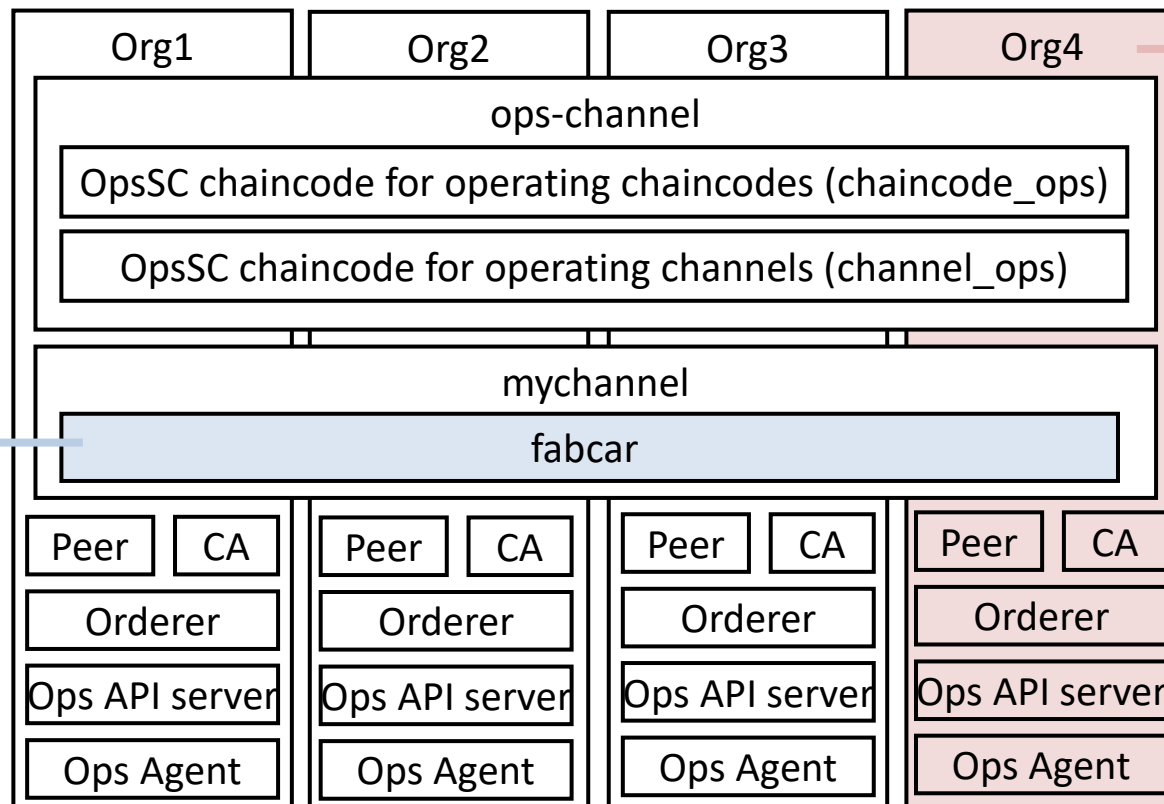 Org1
Org2
Org3
Org4
ops-channel
OpsSC chaincode for operating chaincodes (chaincode_ops)
OpsSC chaincode for operating channels (channel_ops)
mychannel
fabcar
Peer CA Peer CA Peer CA Peer CA
Orderer Orderer Orderer Orderer
Ops API server Ops API server Ops API server Ops API server
Ops Agent Ops Agent Ops Agent Ops Agent